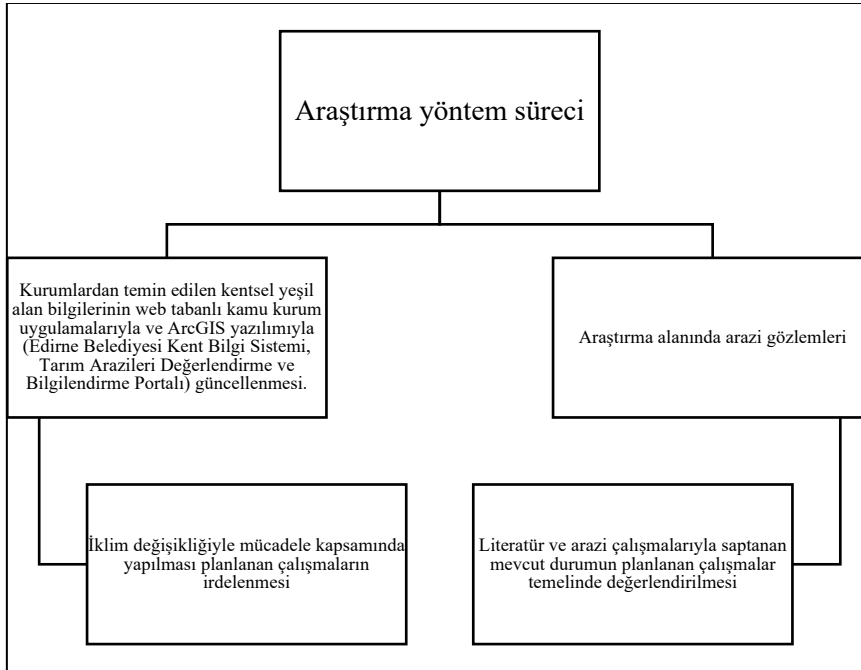 Araştırma yöntem süreci
Kurumlardan temin edilen kentsel yeşil
alan bilgilerinin web tabanlı kamu kurum
uygulamalarıyla ve ArcGIS yazılımıyla
(Edirne Belediyesi Kent Bilgi Sistemi,
Tarım Arazileri Değerlendirme ve
Bilgilendirme Portalı) güncellenmesi.
Araştırma alanında arazi gözlemleri
İklim değişikliğiyle mücadele kapsamında
yapılması planlanan çalışmaların
irdelenmesi
Literatür ve arazi çalışmalarıyla saptanan
mevcut durumun planlanan çalışmalar
temelinde değerlendirilmesi